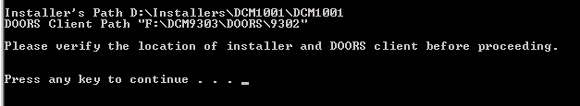 Installer's Path D:\Installers\DCM1001\DCM1001
DOORS Client Path "F:\DCM9303\DOORS\9302"
Please verify the location of installer and DOORS client before proceeding.
Press any key to continue . . . _